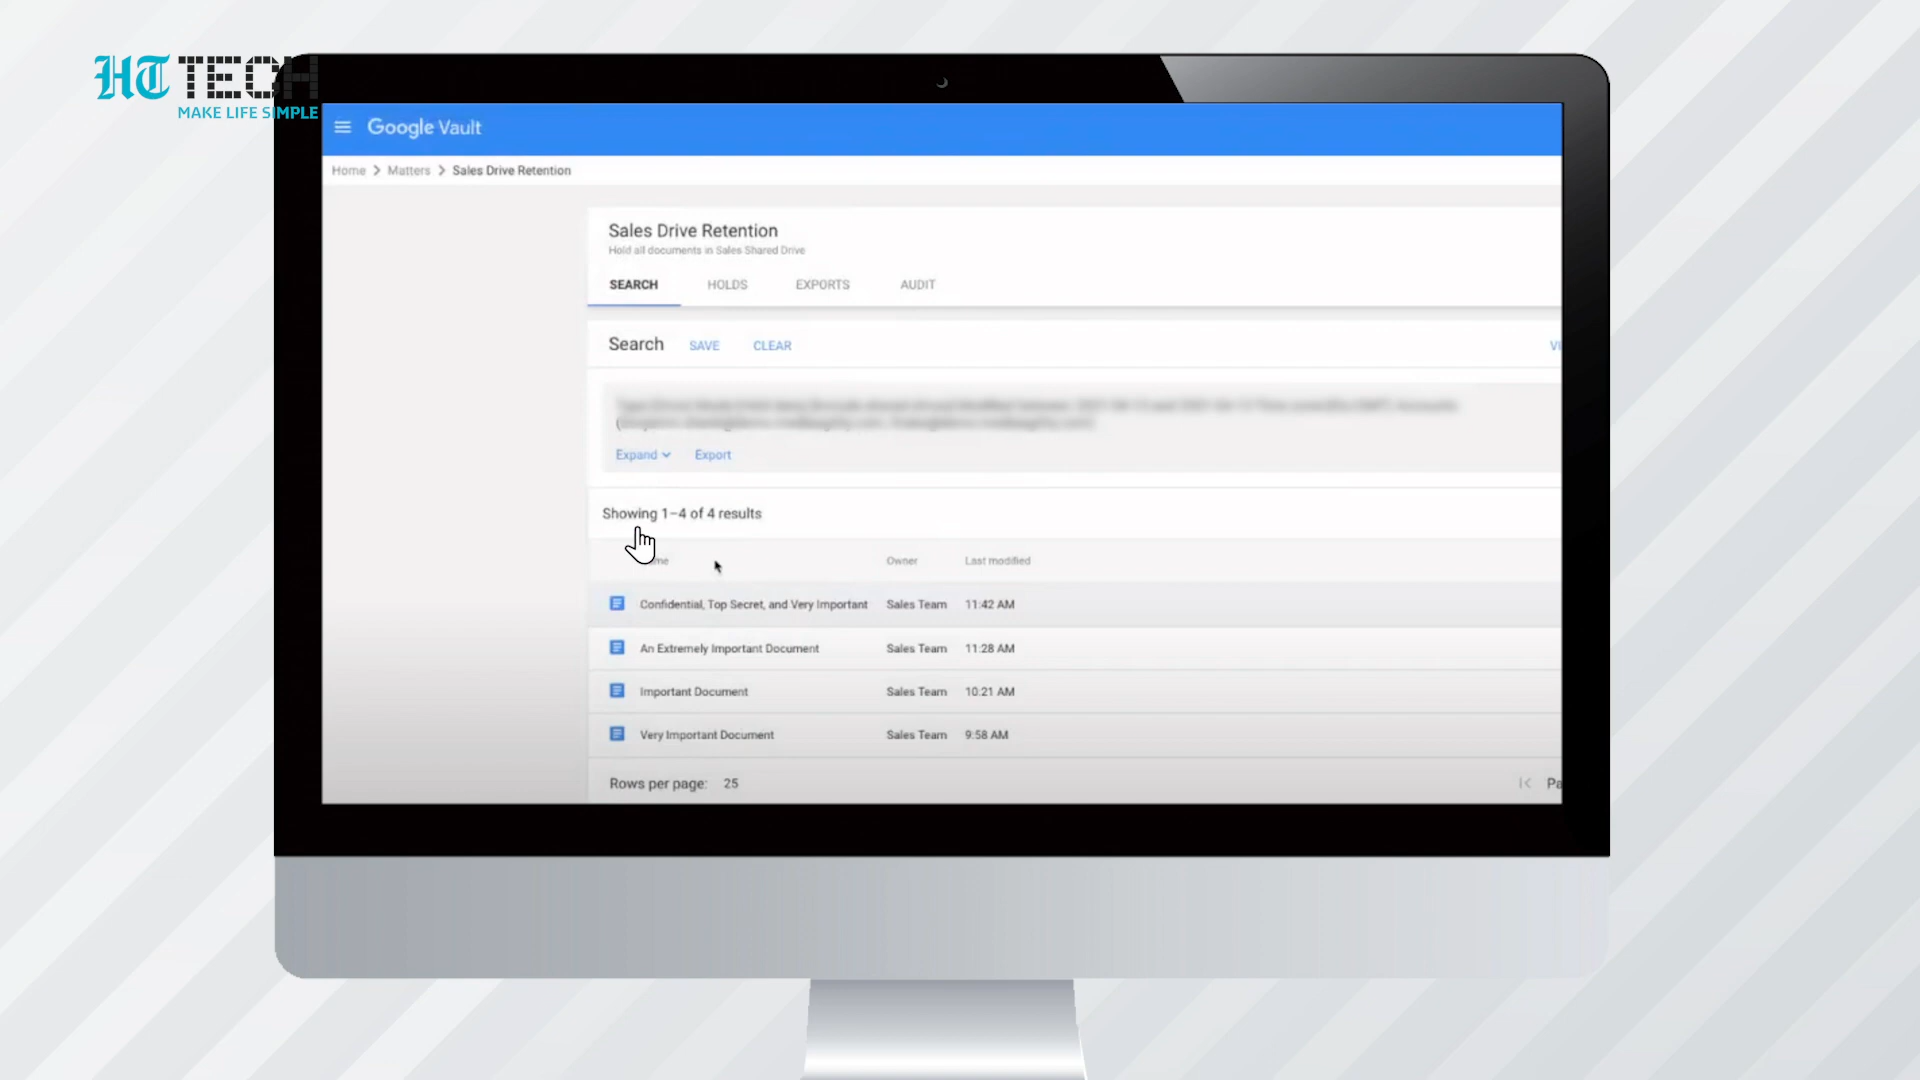 HT TECH
MAKE LIFE SIMPLE
Google Vault
Home > Matters > Sales Drive Retention
Sales Drive Retention
Hold all documents in Sales Shared Drive
SEARCH HOLDS EXPORTS AUDIT
Search SAVE CLEAR
Expand Export
Showing 1–4 of 4 results
Owner Last modified
Confidential, Top Secret, and Very Important Sales Team 11:42 AM
An Extremely Important Document Sales Team 11:28 AM
Important Document Sales Team 10:21 AM
Very Important Document Sales Team 9:58 AM
Rows per page: 25